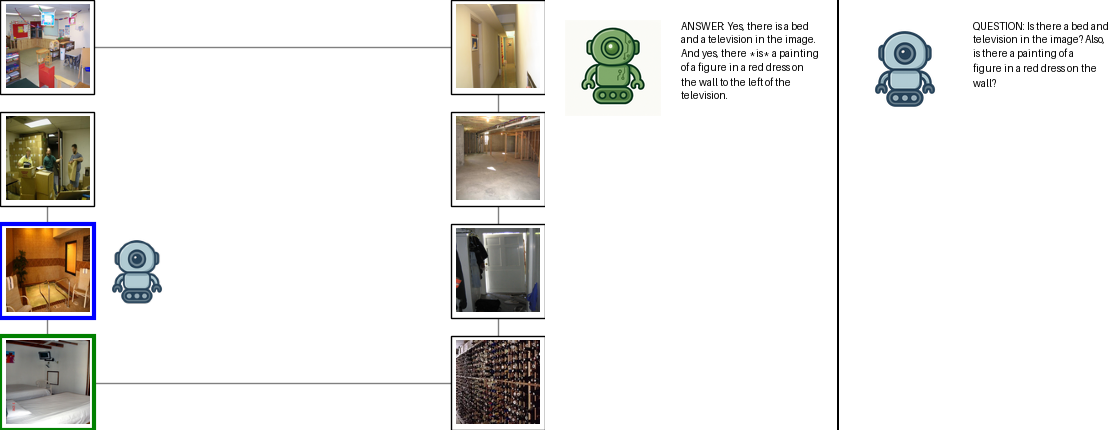 ANSWER: Yes, there is a bed
and a television in the image.
And yes, there *is* a painting
of a figure in a red dress on
the wall to the left of the
television.
QUESTION: Is there a bed and
television in the image? Also,
is there a painting of a
figure in a red dress on the
wall?